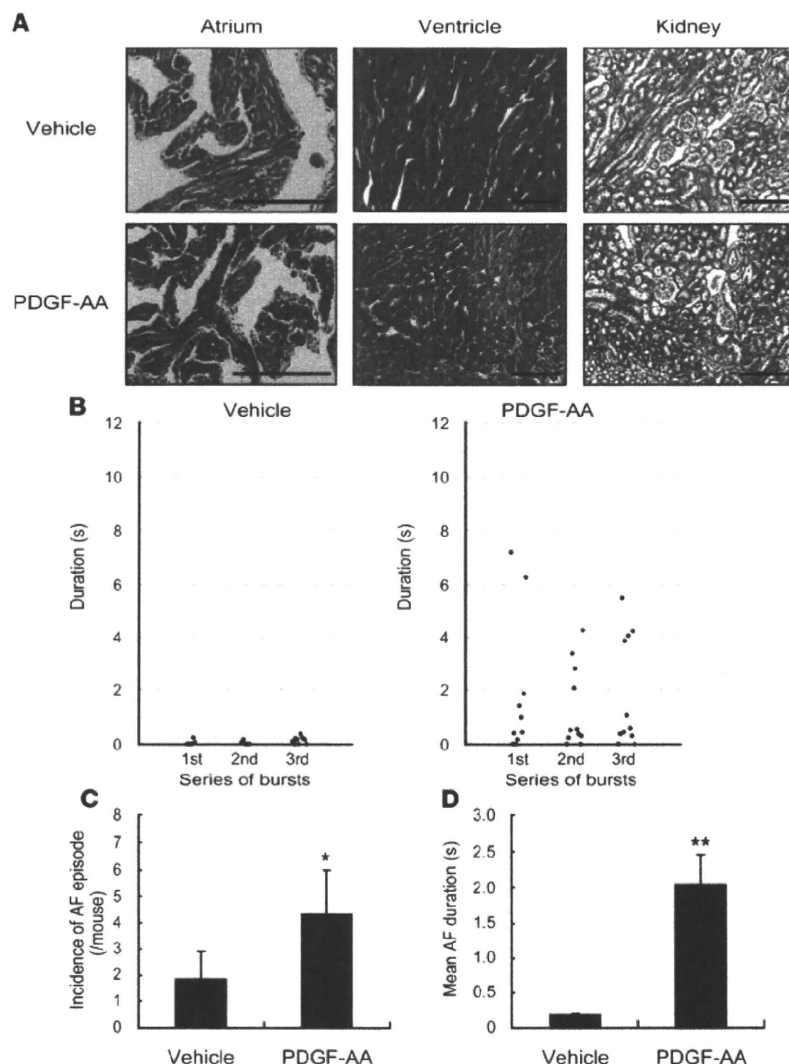 A
Atrium Ventricle Kidney
Vehicle
PDGF-AA
B
Vehicle PDGF-AA
12 12
10 10
8 8
6 6
4 4
2 2
0 0
Duration (s) Duration (s)
1st 2nd 3rd 1st 2nd 3rd
Series of bursts Series of bursts
C D
8 3.0
7 2.5
6 2.0
5 1.5
4 1.0
3 0.5
2 0
1
0
Incidence of AF episode
(/mouse)
Mean AF duration (s)
* **
Vehicle PDGF-AA Vehicle PDGF-AA